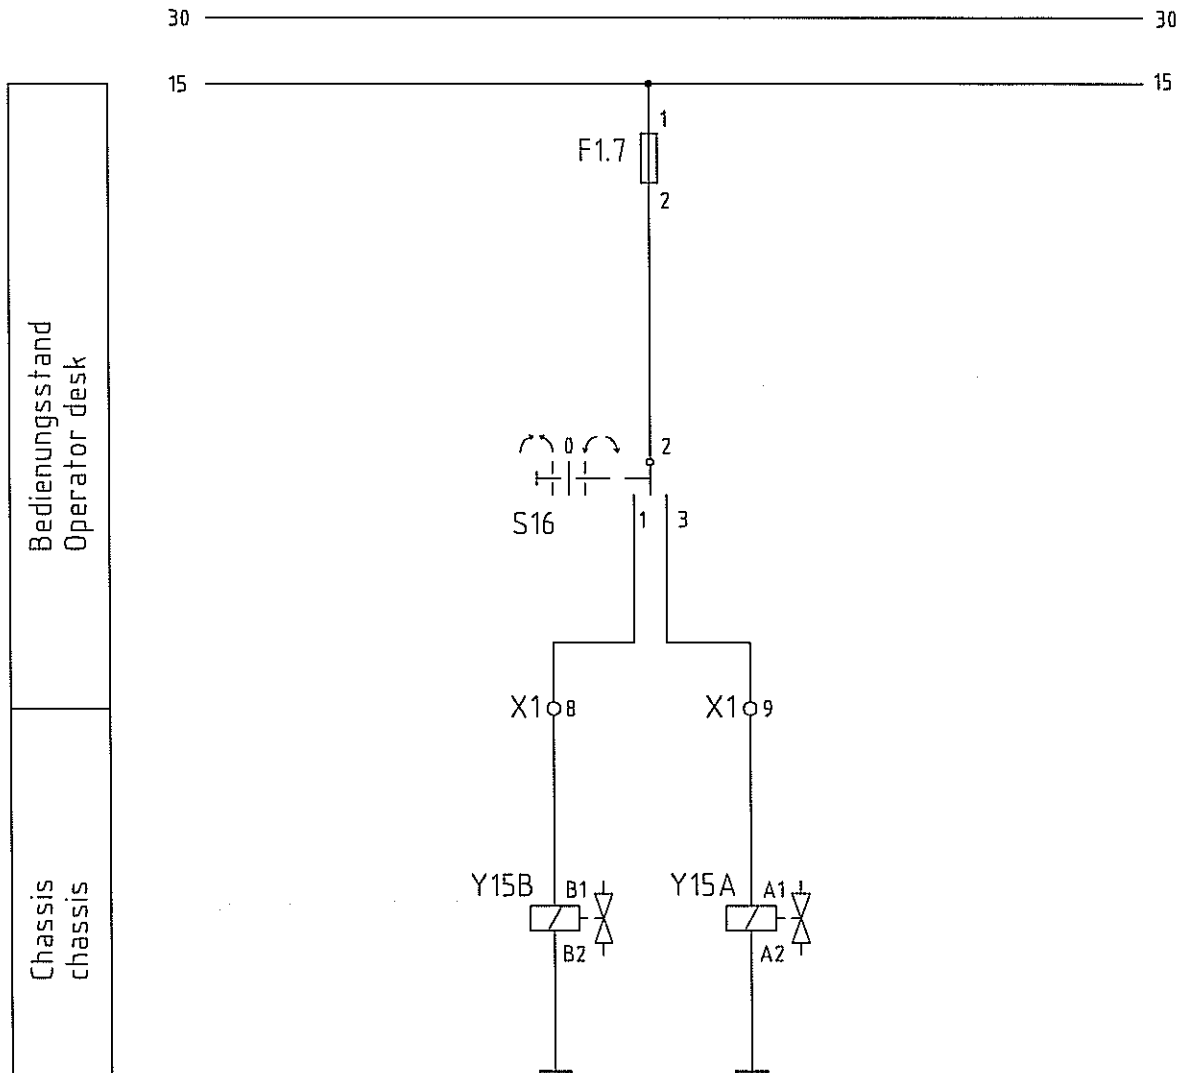 30
30
15
15
1
F1.7
2
Bedienungsstand
Operator desk
0
2
S16
1
3
X1 8
X1 9
Y15B
B1
Y15A
A1
B2
A2
Chassis
chassis